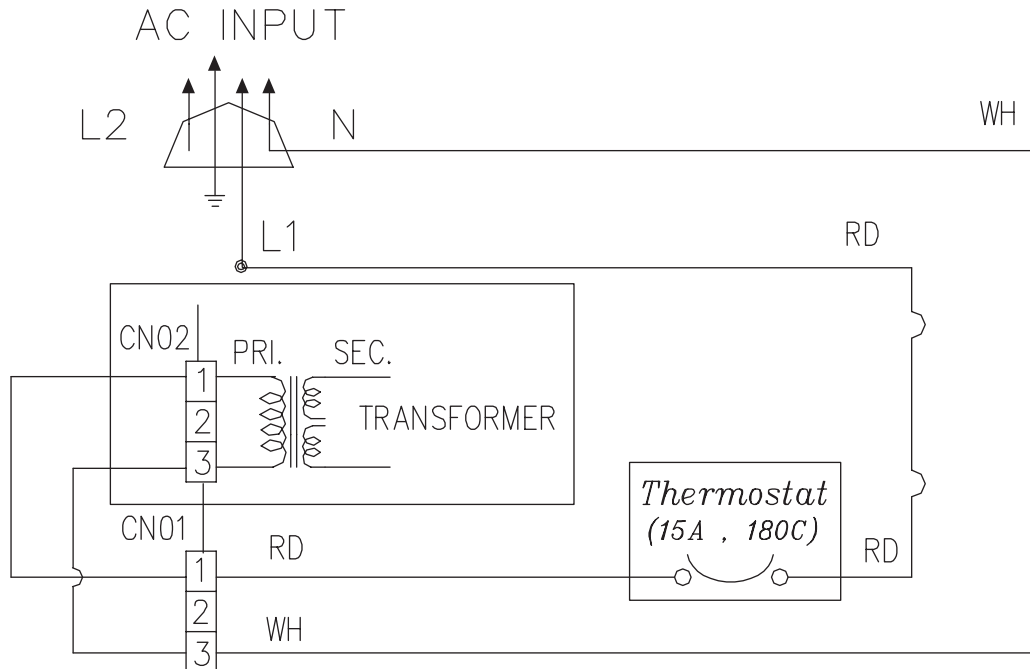 AC INPUT
L2
N
WH
L1
RD
CN02
PRI.
SEC.
1
2
3
TRANSFORMER
Thermostat
(15A , 180C)
CN01
RD
RD
1
2
3
WH